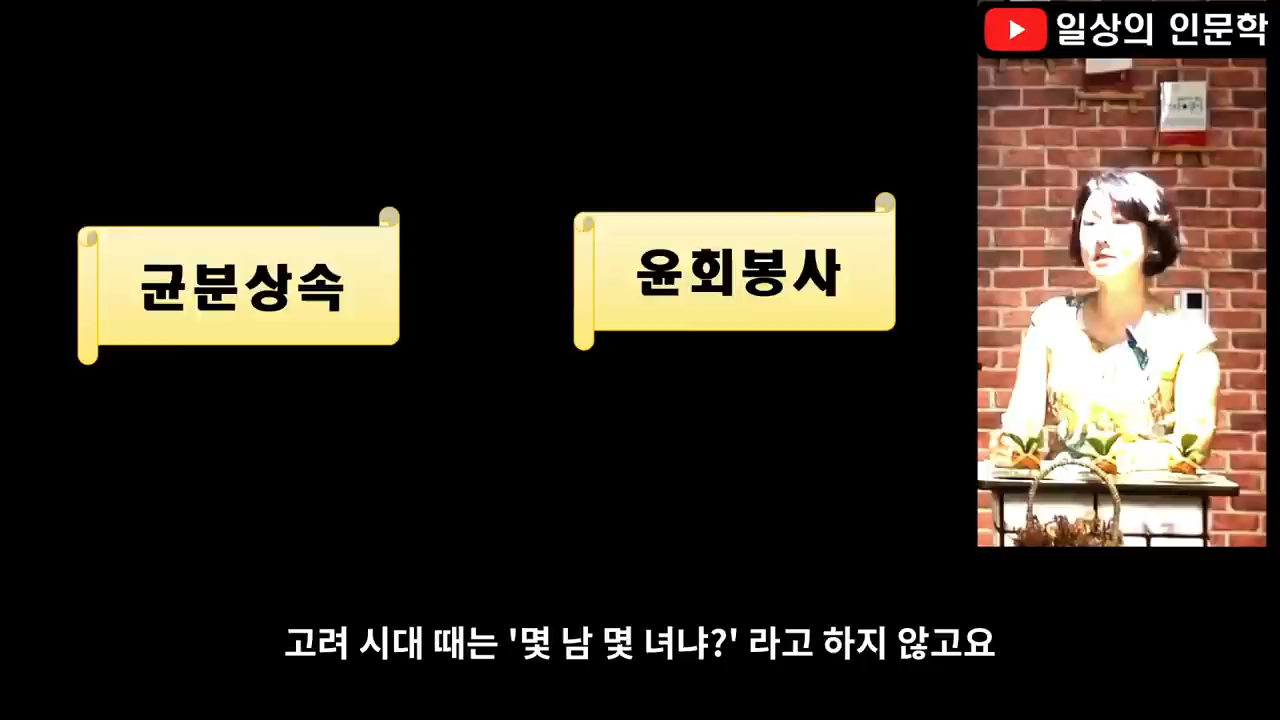 일상의 인문학
균분상속
윤회봉사
고려 시대 때는 '몇 남 몇 녀냐?' 라고 하지 않고요